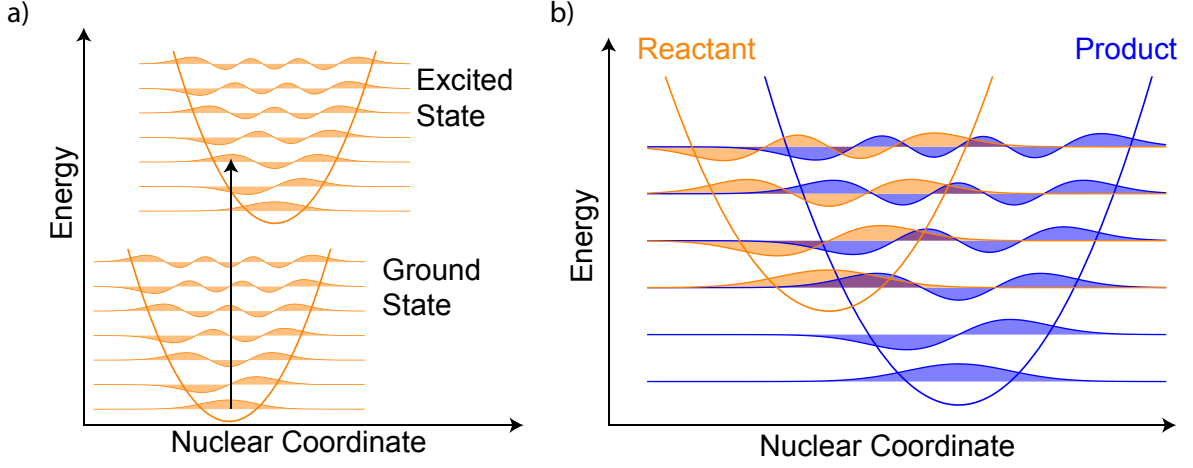 a)
Energy
Excited
State
Ground
State
Nuclear Coordinate
b)
Energy
Reactant
Product
Nuclear Coordinate